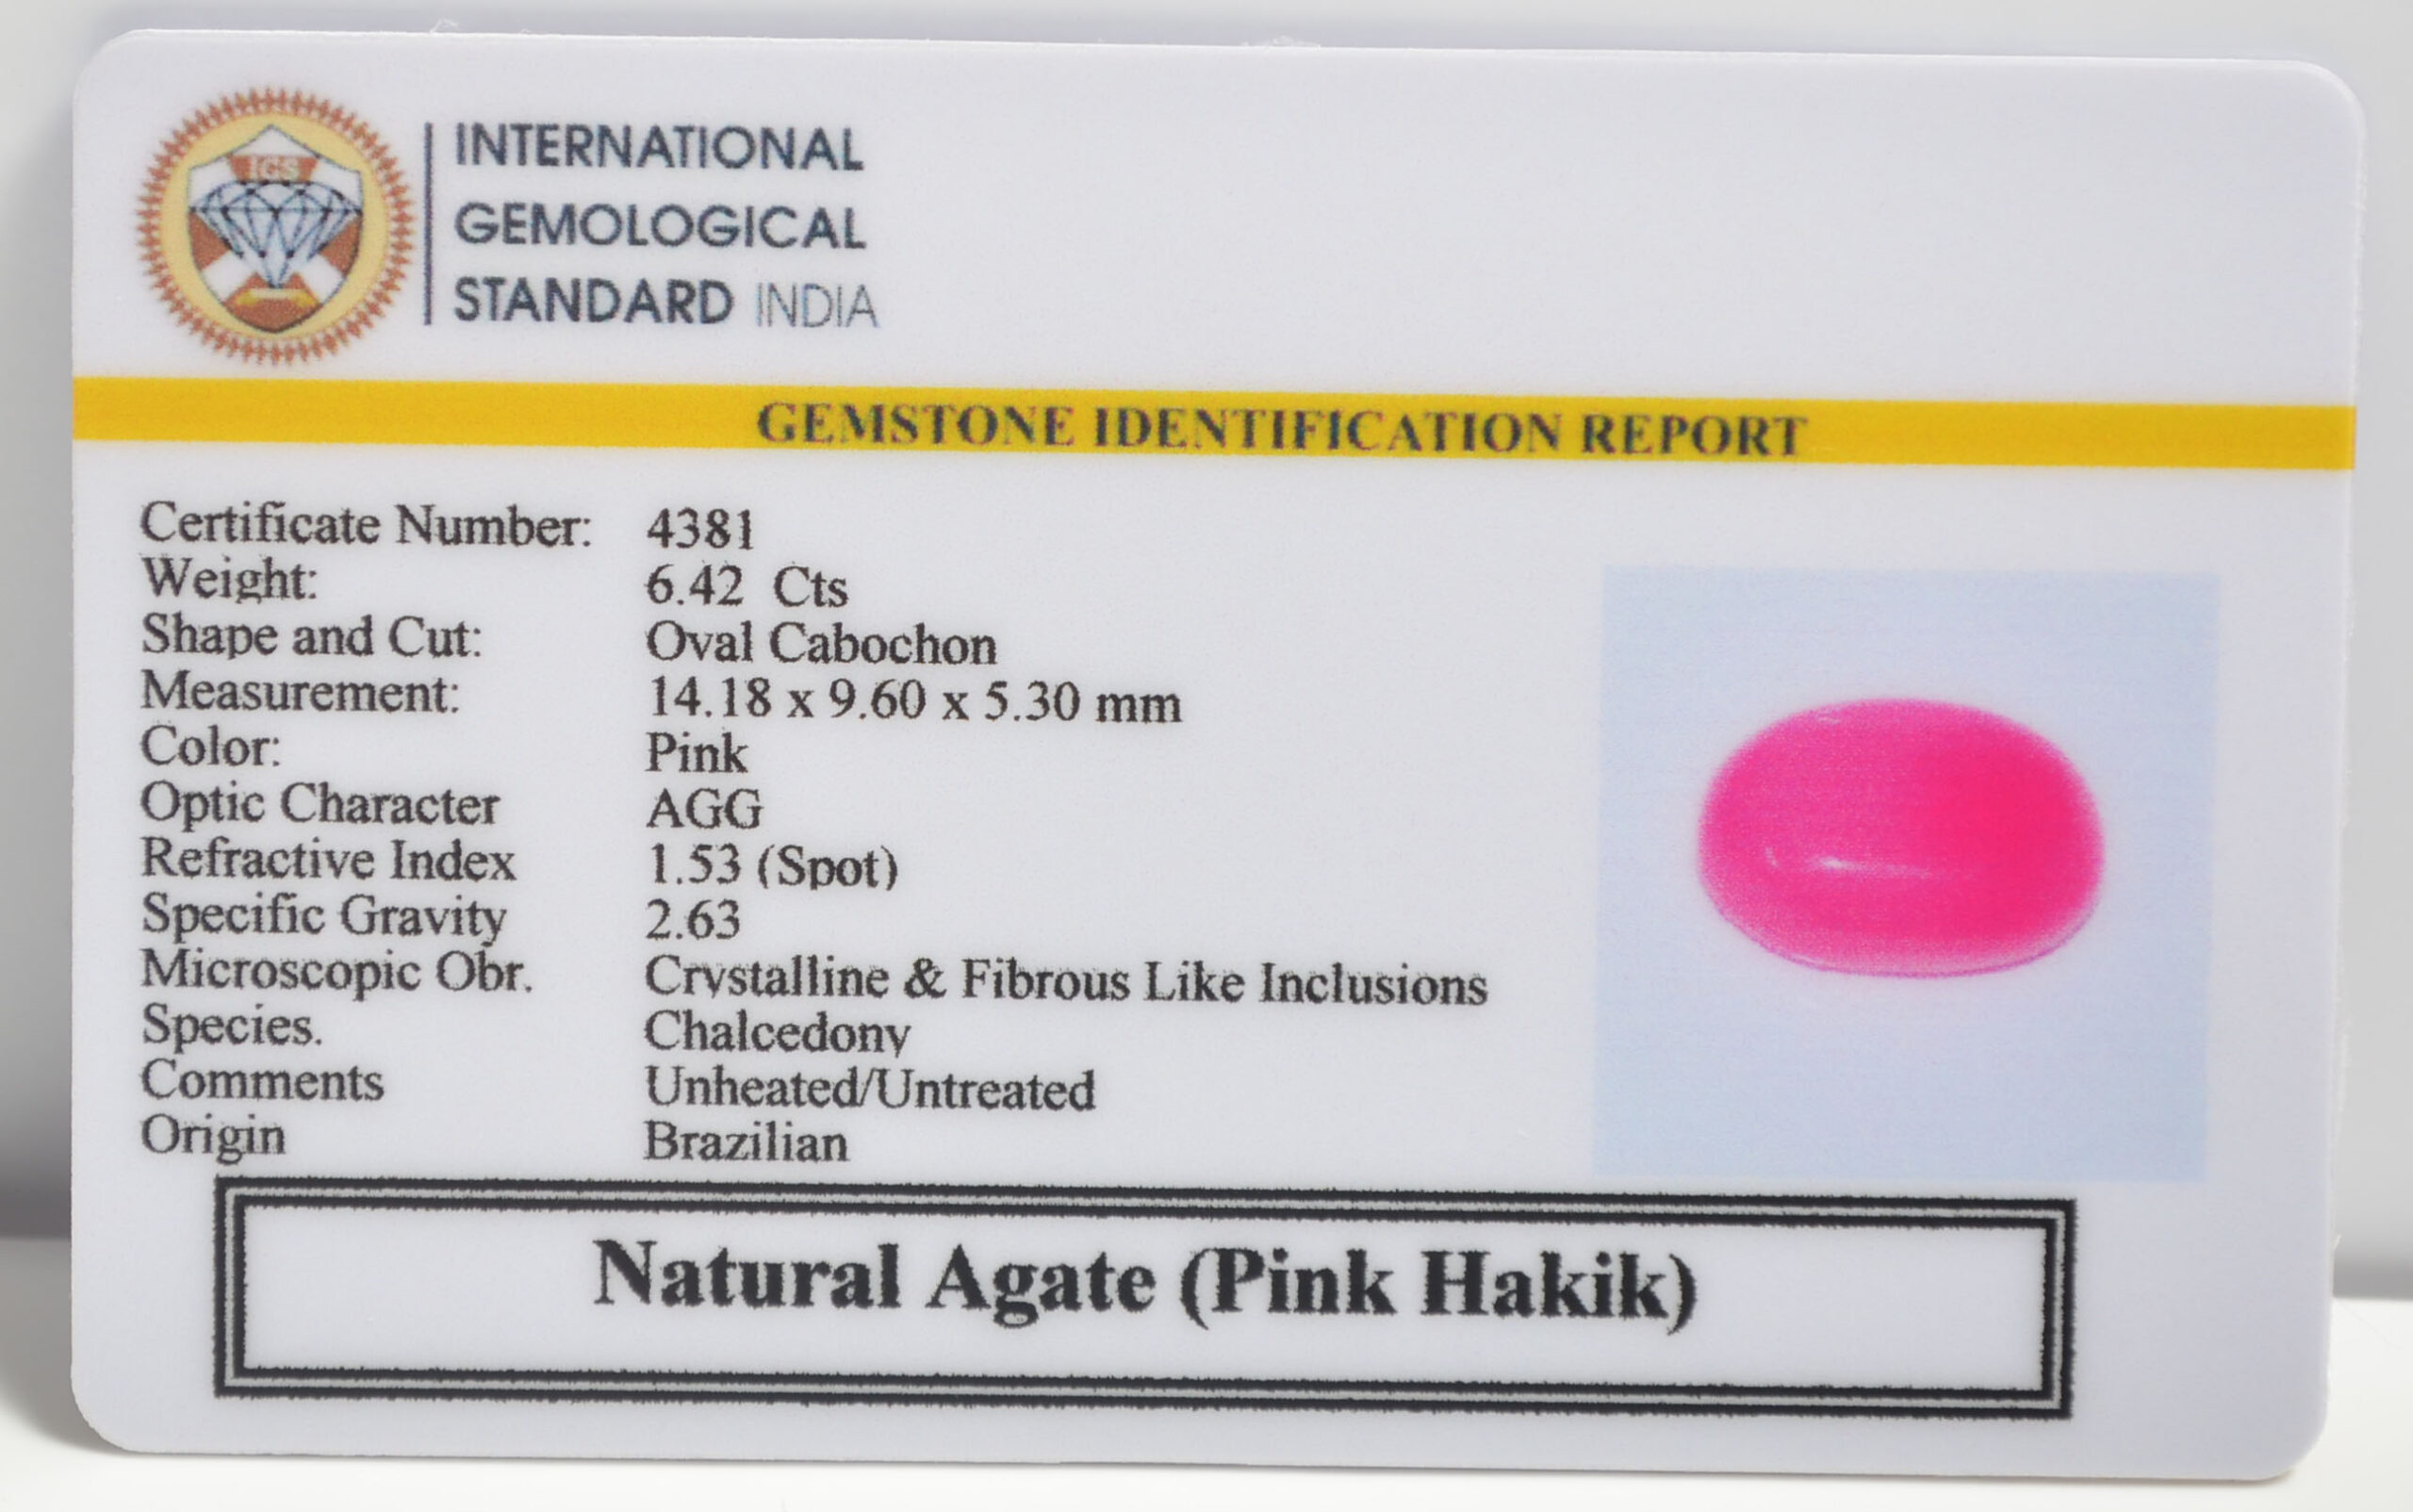 IGS
INTERNATIONAL
GEMOLOGICAL
STANDARD INDIA
GEMSTONE IDENTIFICATION REPORT
Certificate Number: 4381
Weight: 6.42 Cts
Shape and Cut: Oval Cabochon
Measurement: 14.18 x 9.60 x 5.30 mm
Color: Pink
Optic Character AGG
Refractive Index 1.53 (Spot)
Specific Gravity 2.63
Microscopic Obr. Crystalline & Fibrous Like Inclusions
Species. Chalcedony
Comments Unheated/Untreated
Origin Brazilian
Natural Agate (Pink Hakik)